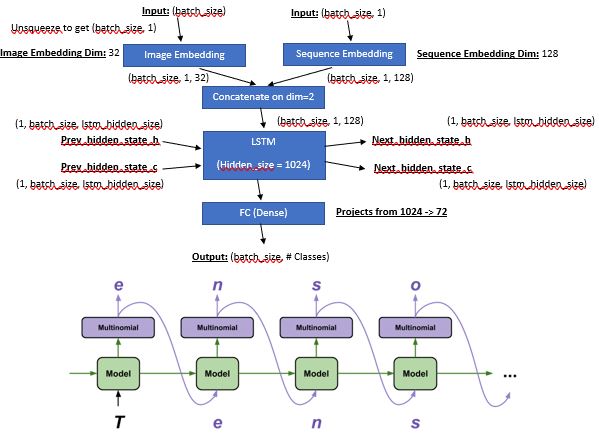 Input: (batch_size)
Input: (batch_size, 1)
Unsqueeze to get (batch_size, 1)
Image Embedding Dim: 32
Image Embedding
Sequence Embedding
Sequence Embedding Dim: 128
(batch_size, 1, 32)
(batch_size, 1, 128)
Concatenate on dim=2
(1, batch_size, lstm_hidden_size)
(batch_size, 1, 128)
(1, batch_size, lstm_hidden_size)
Prev_hidden_state_h
LSTM
Next_hidden_state_h
Prev_hidden_state_c
(Hidden_size = 1024)
Next_hidden_state_c
(1, batch_size, lstm_hidden_size)
(1, batch_size, lstm_hidden_size)
FC (Dense)
Projects from 1024 -> 72
Output: (batch_size, # Classes)
e n s o
Multinomial Multinomial Multinomial Multinomial
Model Model Model Model ...
T e n s